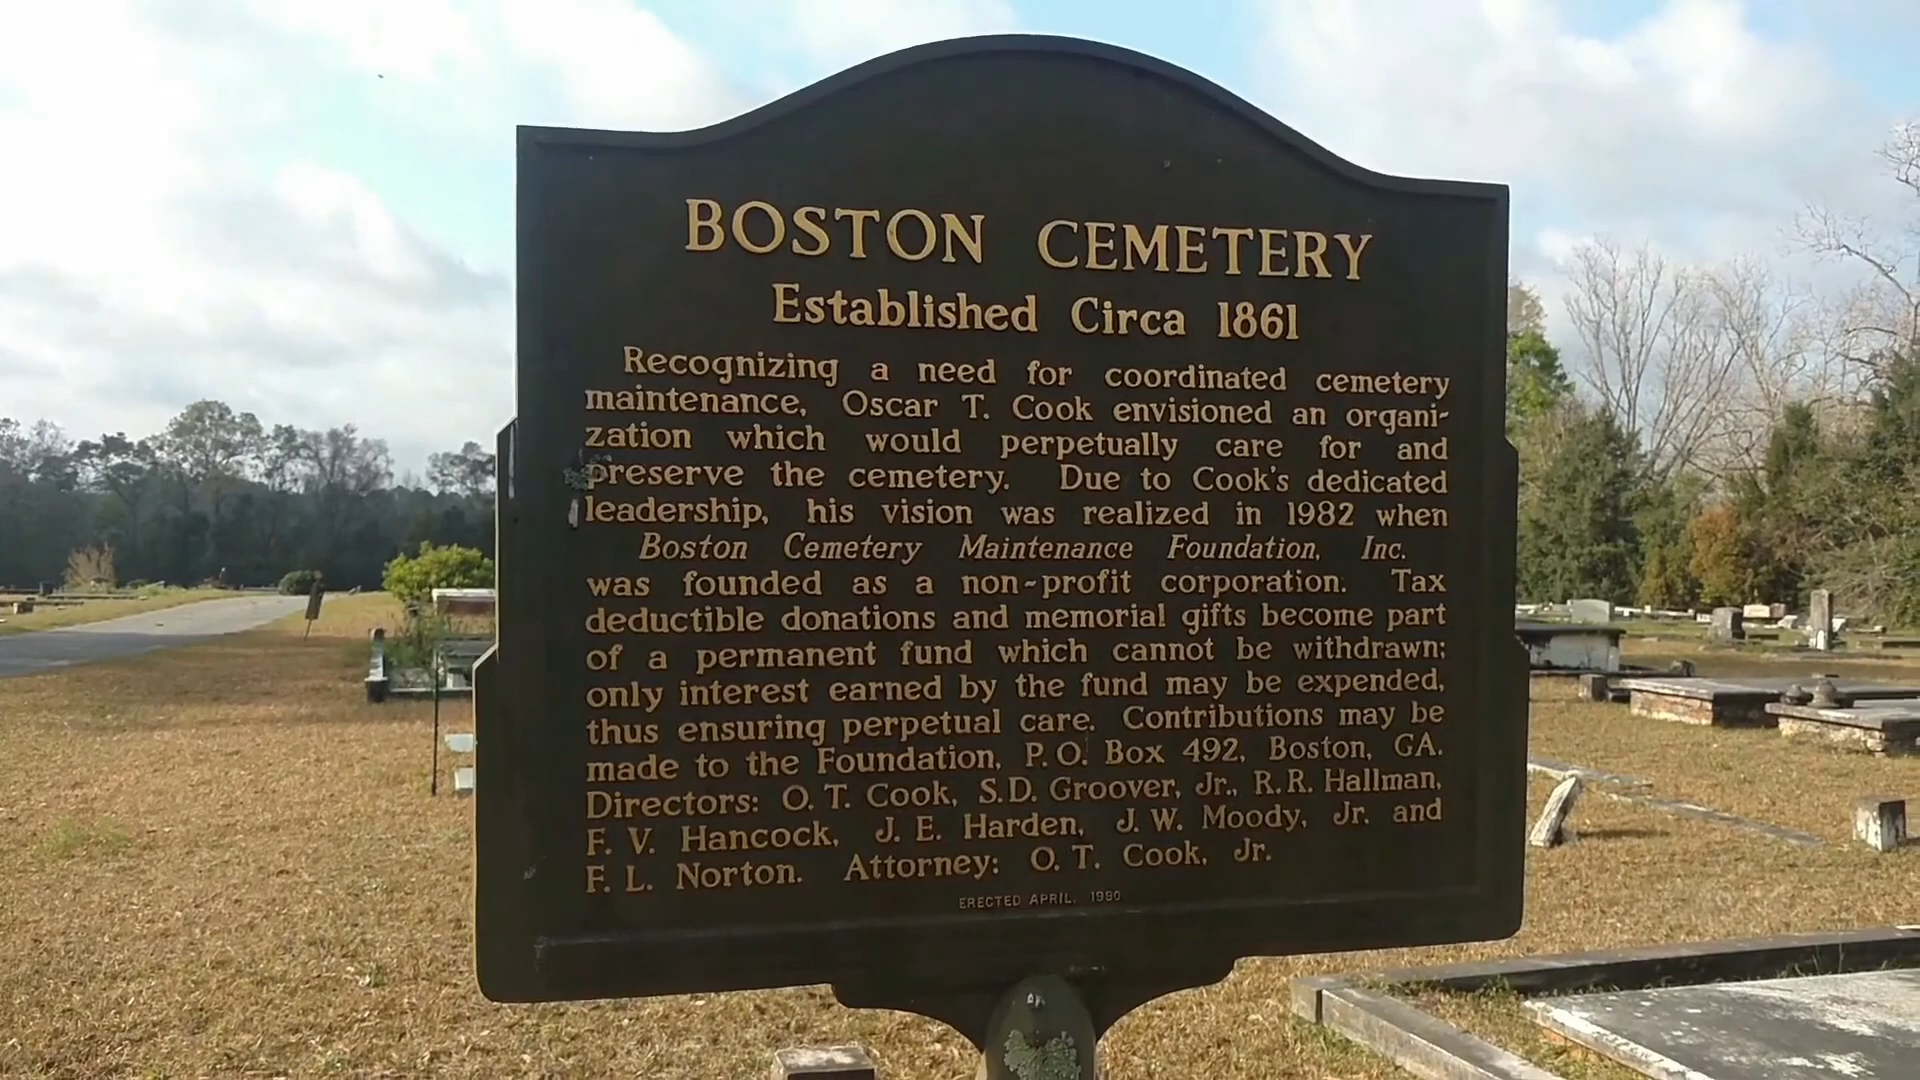 BOSTON CEMETERY
Established Circa 1861
Recognizing a need for coordinated cemetery
maintenance, Oscar T. Cook envisioned an organi-
zation which would perpetually care for and
preserve the cemetery. Due to Cook's dedicated
leadership, his vision was realized in 1982 when
Boston Cemetery Maintenance Foundation, Inc.
was founded as a non-profit corporation. Tax
deductible donations and memorial gifts become part
of a permanent fund which cannot be withdrawn;
only interest earned by the fund may be expended,
thus ensuring perpetual care. Contributions may be
made to the Foundation, P.O. Box 492, Boston, GA.
Directors: O. T. Cook, S.D. Groover, Jr., R.R. Hallman,
F. V. Hancock, J. E. Harden, J. W. Moody, Jr. and
F. L. Norton. Attorney: O. T. Cook, Jr.
ERECTED APRIL, 1990